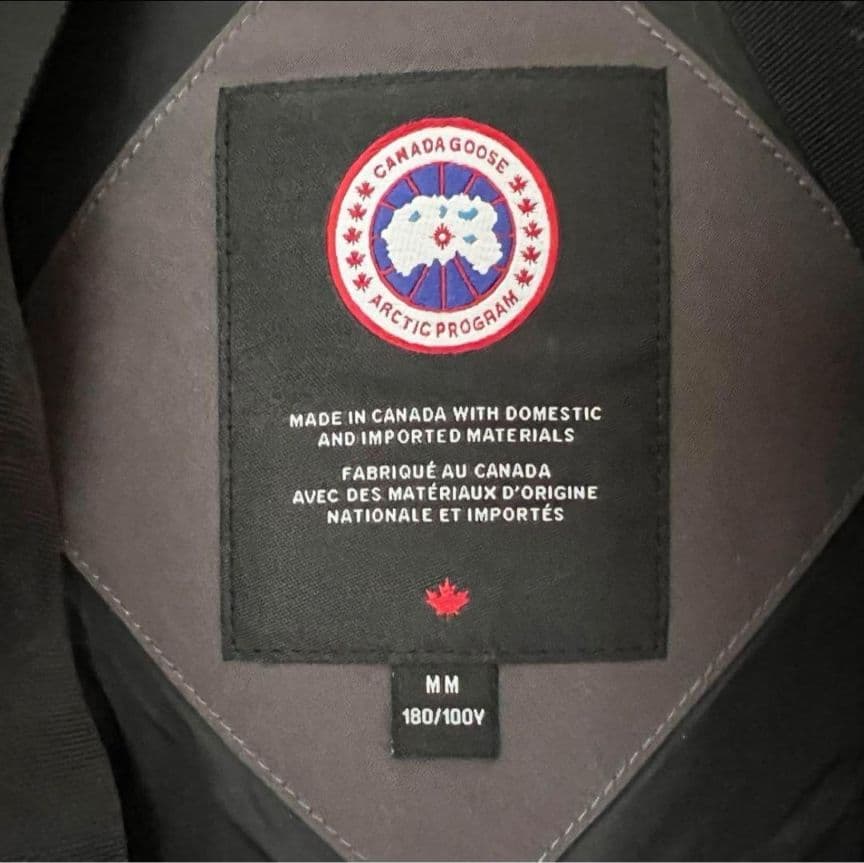 CANADA GOOSE
ARCTIC PROGRAM
MADE IN CANADA WITH DOMESTIC
AND IMPORTED MATERIALS
FABRIQUÉ AU CANADA
AVEC DES MATÉRIAUX D'ORIGINE
NATIONALE ET IMPORTÉS
MM
180/100Y